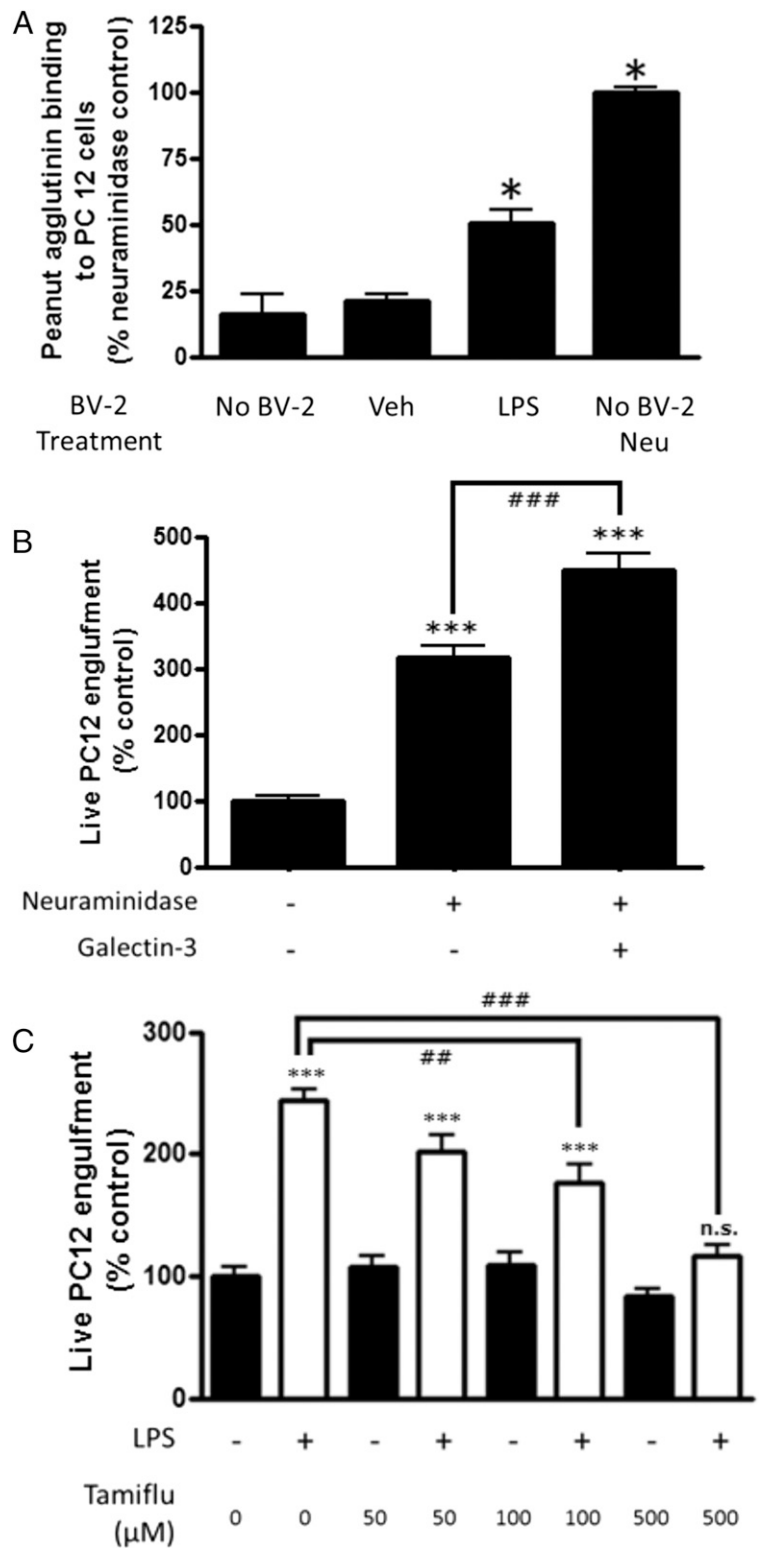 A
Peanut agglutinin binding
to PC 12 cells
(% neuraminidase control)
125
100
75
50
25
0
*
*
BV-2
Treatment
No BV-2
Veh
LPS
No BV-2
Neu
B
Live PC12 englufment
(% control)
500
400
300
200
100
0
###
***
***
Neuraminidase - + +
Galectin-3 - - +
C
Live PC12 engulfment
(% control)
300
200
100
0
###
##
***
***
***
n.s.
LPS - + - + - + - +
Tamiflu
(µM)
0 0 50 50 100 100 500 500